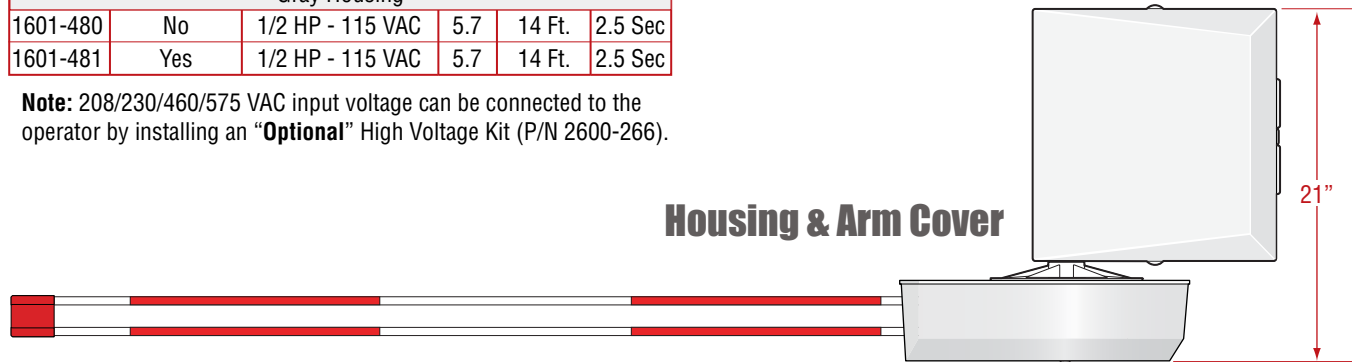 Gray Housing
1601-480 No 1/2 HP - 115 VAC 5.7 14 Ft. 2.5 Sec
1601-481 Yes 1/2 HP - 115 VAC 5.7 14 Ft. 2.5 Sec
Note: 208/230/460/575 VAC input voltage can be connected to the
operator by installing an “Optional” High Voltage Kit (P/N 2600-266).
21”
Housing & Arm Cover